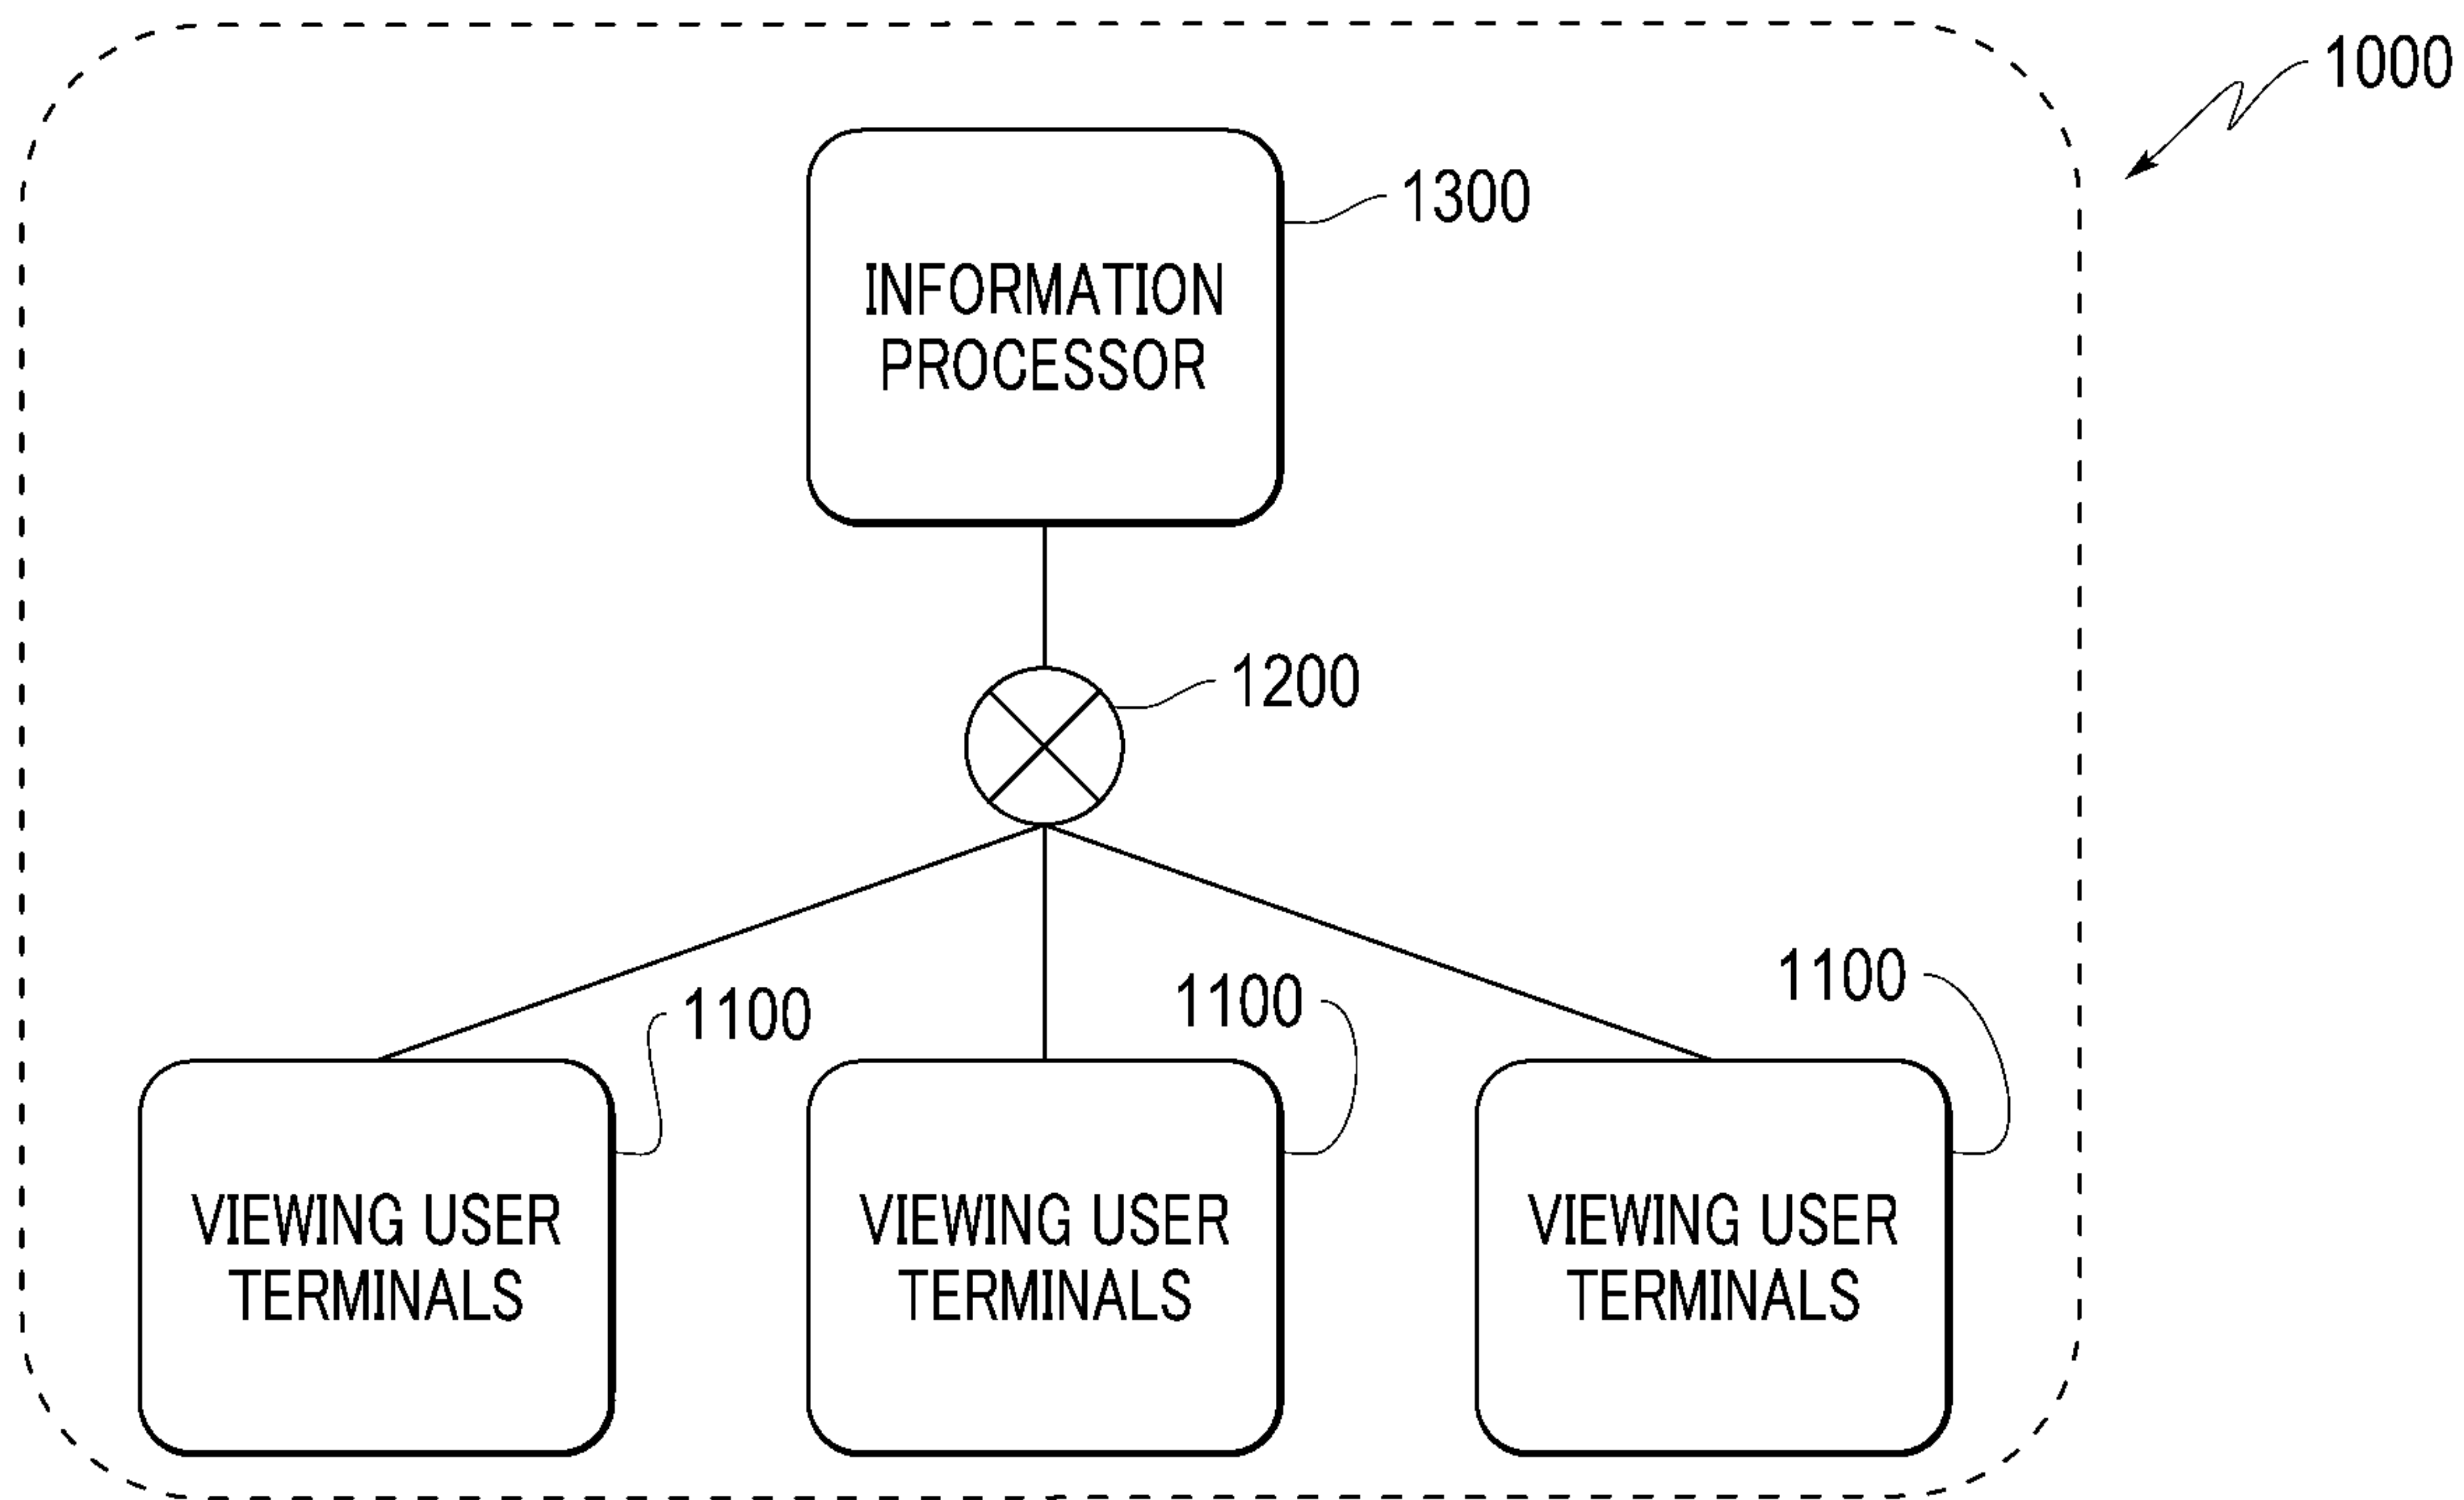 1000
1300
INFORMATION
PROCESSOR
1200
1100
1100
1100
VIEWING USER
TERMINALS
VIEWING USER
TERMINALS
VIEWING USER
TERMINALS